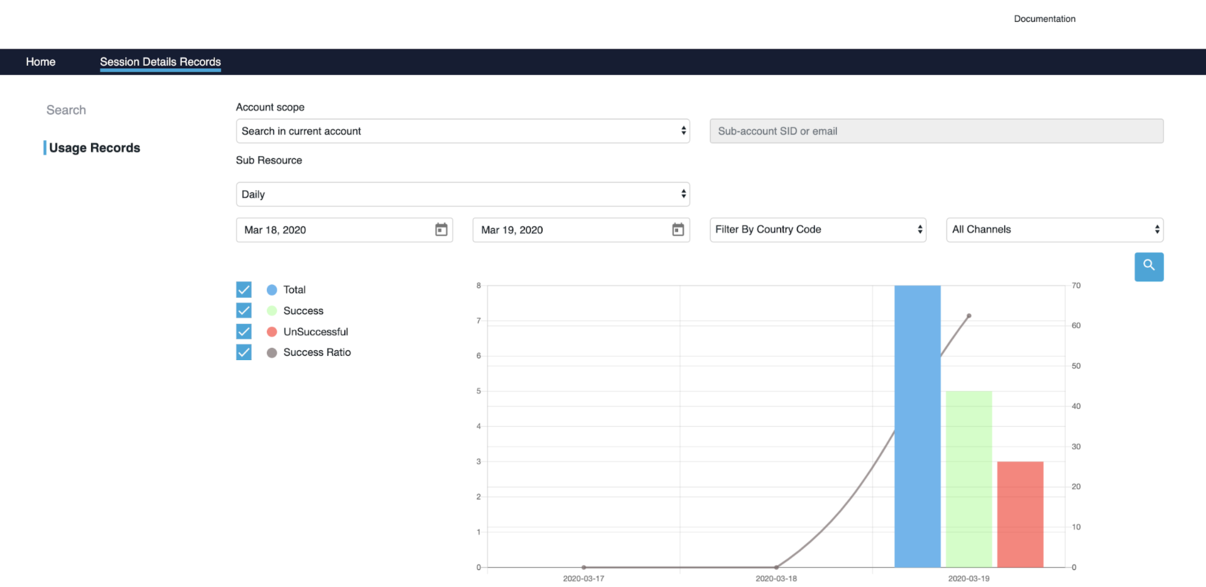 Documentation
Home Session Details Records
Search
Usage Records
Account scope
Search in current account Sub-account SID or email
Sub Resource
Daily
Mar 18, 2020 Mar 19, 2020 Filter By Country Code All Channels
Total
Success
UnSuccessful
Success Ratio
8 70
7
60
6
50
5
40
4
30
3
20
2
10
1
0 0
2020-03-17 2020-03-18 2020-03-19